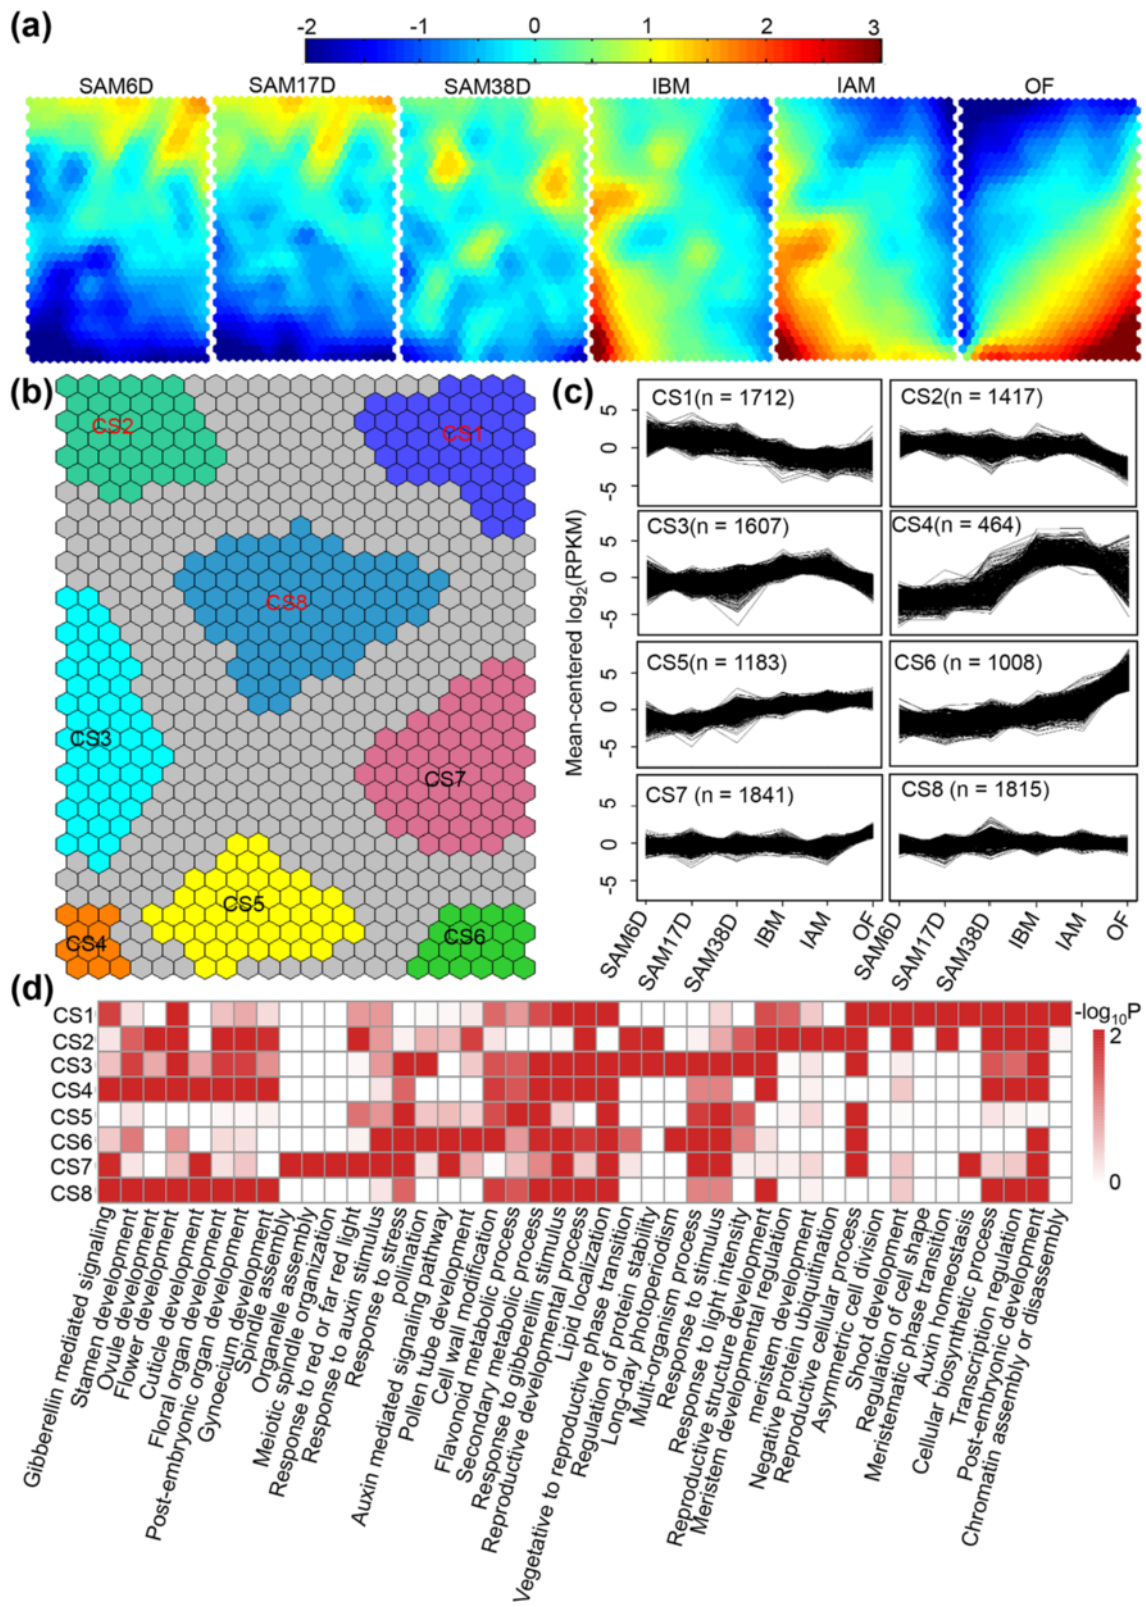 (a)
-2 -1 0 1 2 3
SAM6D SAM17D SAM38D IBM IAM OF
(b)
CS2
CS1
CS8
CS3
CS7
CS5
CS4
CS6
(c)
Mean-centered log2(RPKM)
CS1(n = 1712)
CS2(n = 1417)
5
0
-5
CS3(n = 1607)
CS4(n = 464)
5
0
-5
CS5(n = 1183)
CS6 (n = 1008)
5
0
-5
CS7 (n = 1841)
CS8 (n = 1815)
5
0
-5
SAM6D
SAM17D
SAM38D
IBM
IAM
OF
SAM6D
SAM17D
SAM38D
IBM
IAM
OF
(d)
CS1
CS2
CS3
CS4
CS5
CS6
CS7
CS8
-log10P
2
0
Gibberellin mediated signaling
Stamen development
Ovule development
Flower development
Cuticle development
Floral organ development
Post-embryonic organ development
Gynoecium development
Spindle assembly
Organelle assembly
Meiotic spindle organization
Response to red or far red light
Response to auxin stimulus
Response to stress
pollination
Auxin mediated signaling pathway
Pollen tube development
Cell wall modification
Flavonoid metabolic process
Secondary metabolic process
Response to gibberellin stimulus
Reproductive developmental process
Lipid localization
Vegetative to reproductive phase transition
Regulation of protein stability
Long-day photoperiodism
Multi-organism process
Response to stimulus
Response to light intensity
Reproductive structure development
Meristem developmental regulation
meristem development
Negative protein ubiquitination
Reproductive cellular process
Asymmetric cell division
Shoot development
Regulation of cell shape
Meristematic phase transition
Auxin homeostasis
Cellular biosynthetic process
Transcription regulation
Post-embryonic development
Chromatin assembly or disassembly